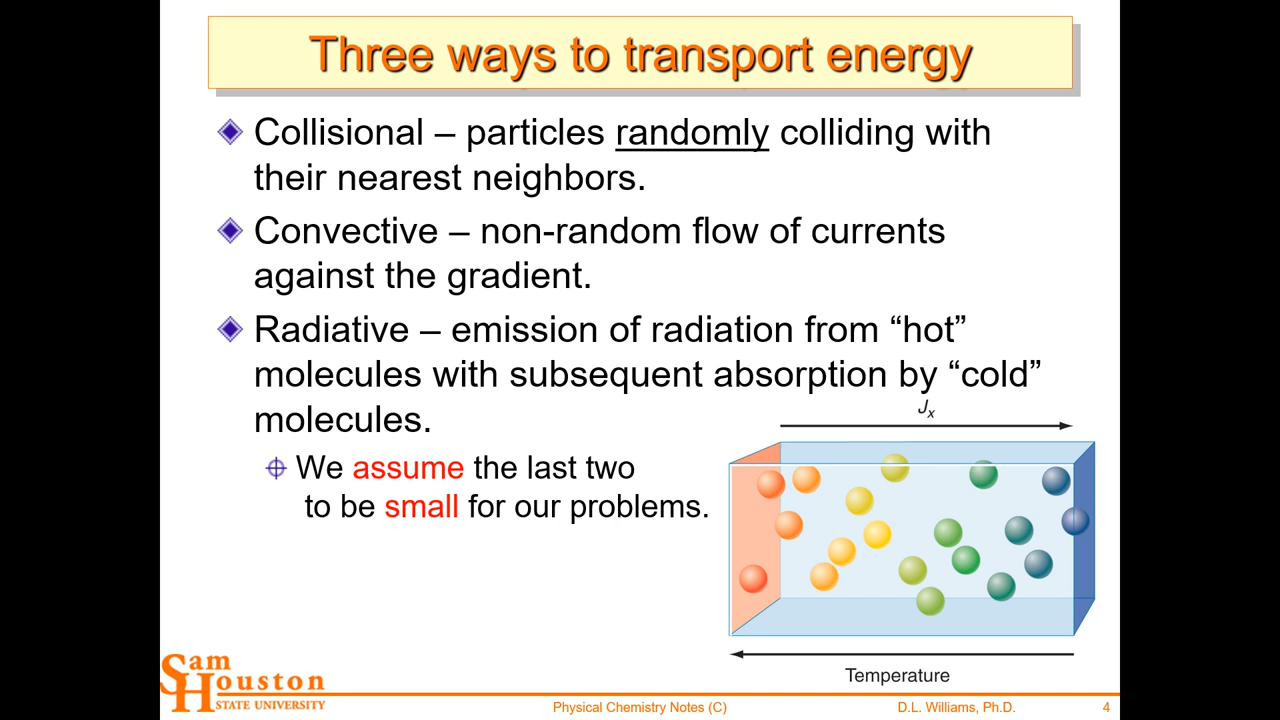 Three ways to transport energy
Collisional – particles randomly colliding with
their nearest neighbors.
Convective – non-random flow of currents
against the gradient.
Radiative – emission of radiation from “hot”
molecules with subsequent absorption by “cold”
molecules.
We assume the last two
to be small for our problems.
Jx
Temperature
Sam
Houston
STATE UNIVERSITY
Physical Chemistry Notes (C)
D.L. Williams, Ph.D.
4